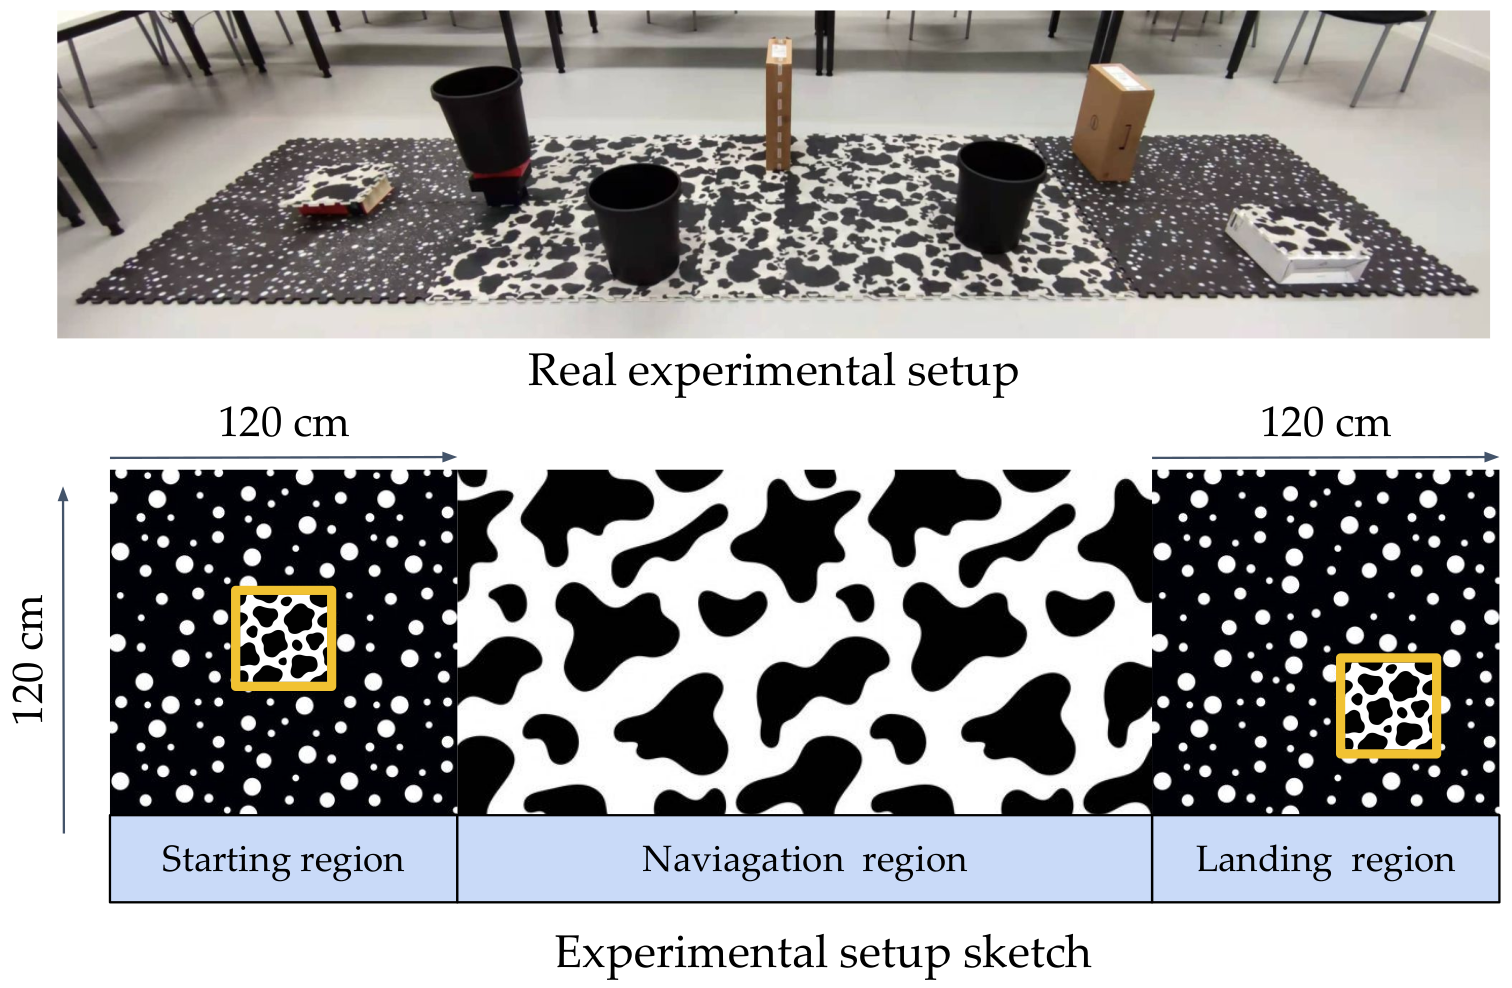 Real experimental setup
120 cm
120 cm
120 cm
Starting region
Naviagation region
Landing region
Experimental setup sketch